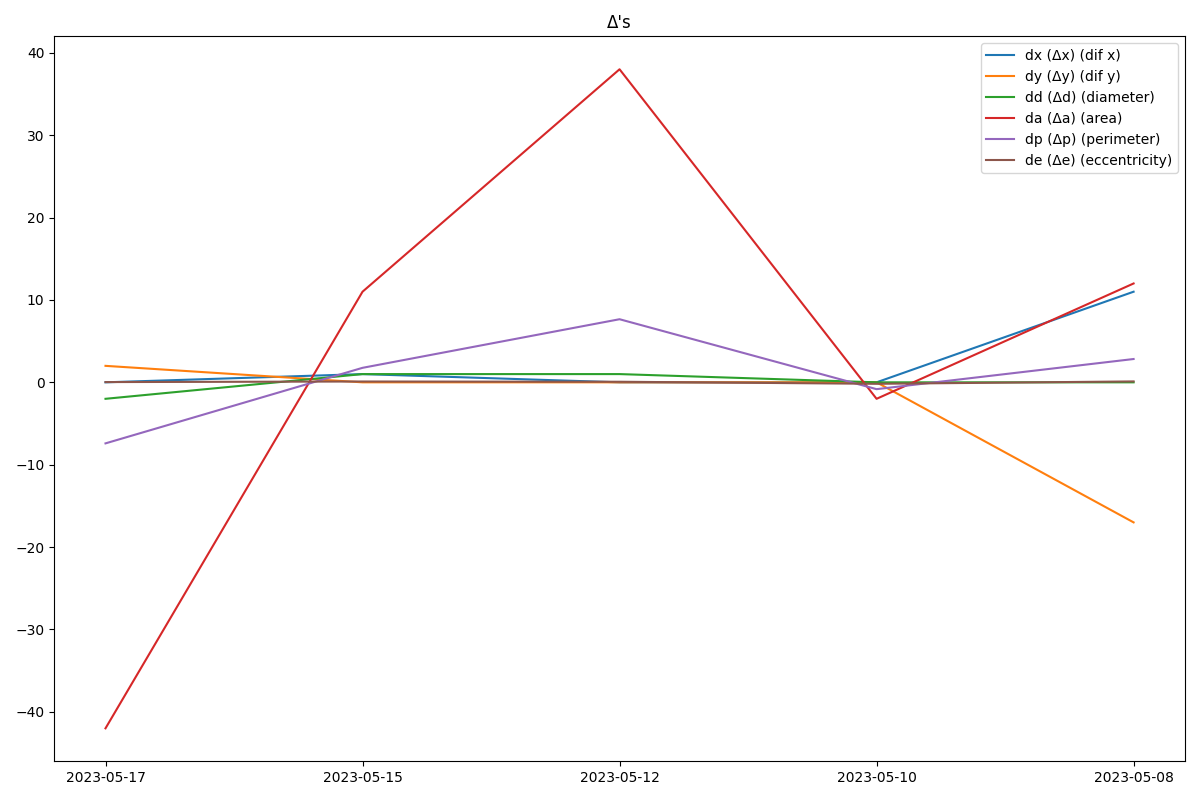 Δ's
40
30
20
10
0
−10
−20
−30
−40
dx (Δx) (dif x)
dy (Δy) (dif y)
dd (Δd) (diameter)
da (Δa) (area)
dp (Δp) (perimeter)
de (Δe) (eccentricity)
2023-05-17 2023-05-15 2023-05-12 2023-05-10 2023-05-08